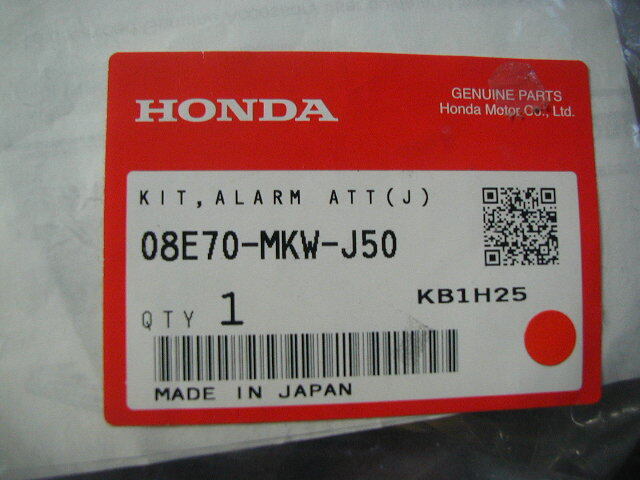 HONDA
GENUINE PARTS
Honda Motor Co., Ltd.
KIT, ALARM ATT(J)
08E70-MKW-J50
KB1H25
QTY 1
MADE IN JAPAN